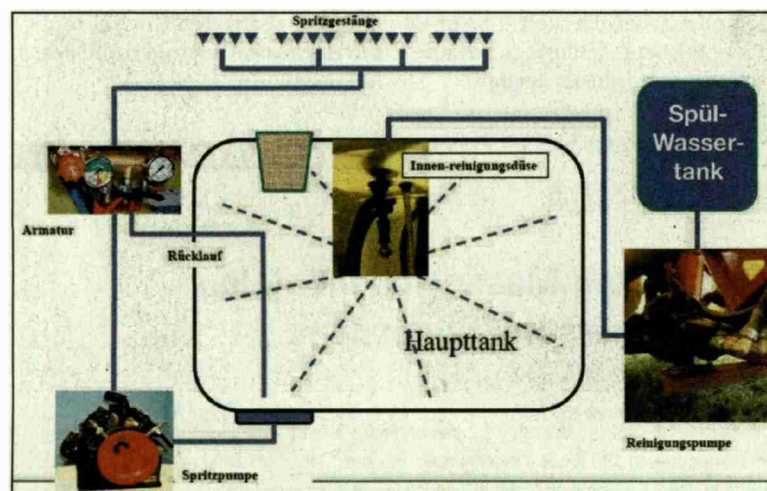 Spritzgestänge
Spül-
Wasser-
tank
Innen-reinigungsdüse
Armatur
Rücklauf
Haupttank
Reinigungspumpe
Spritzpumpe